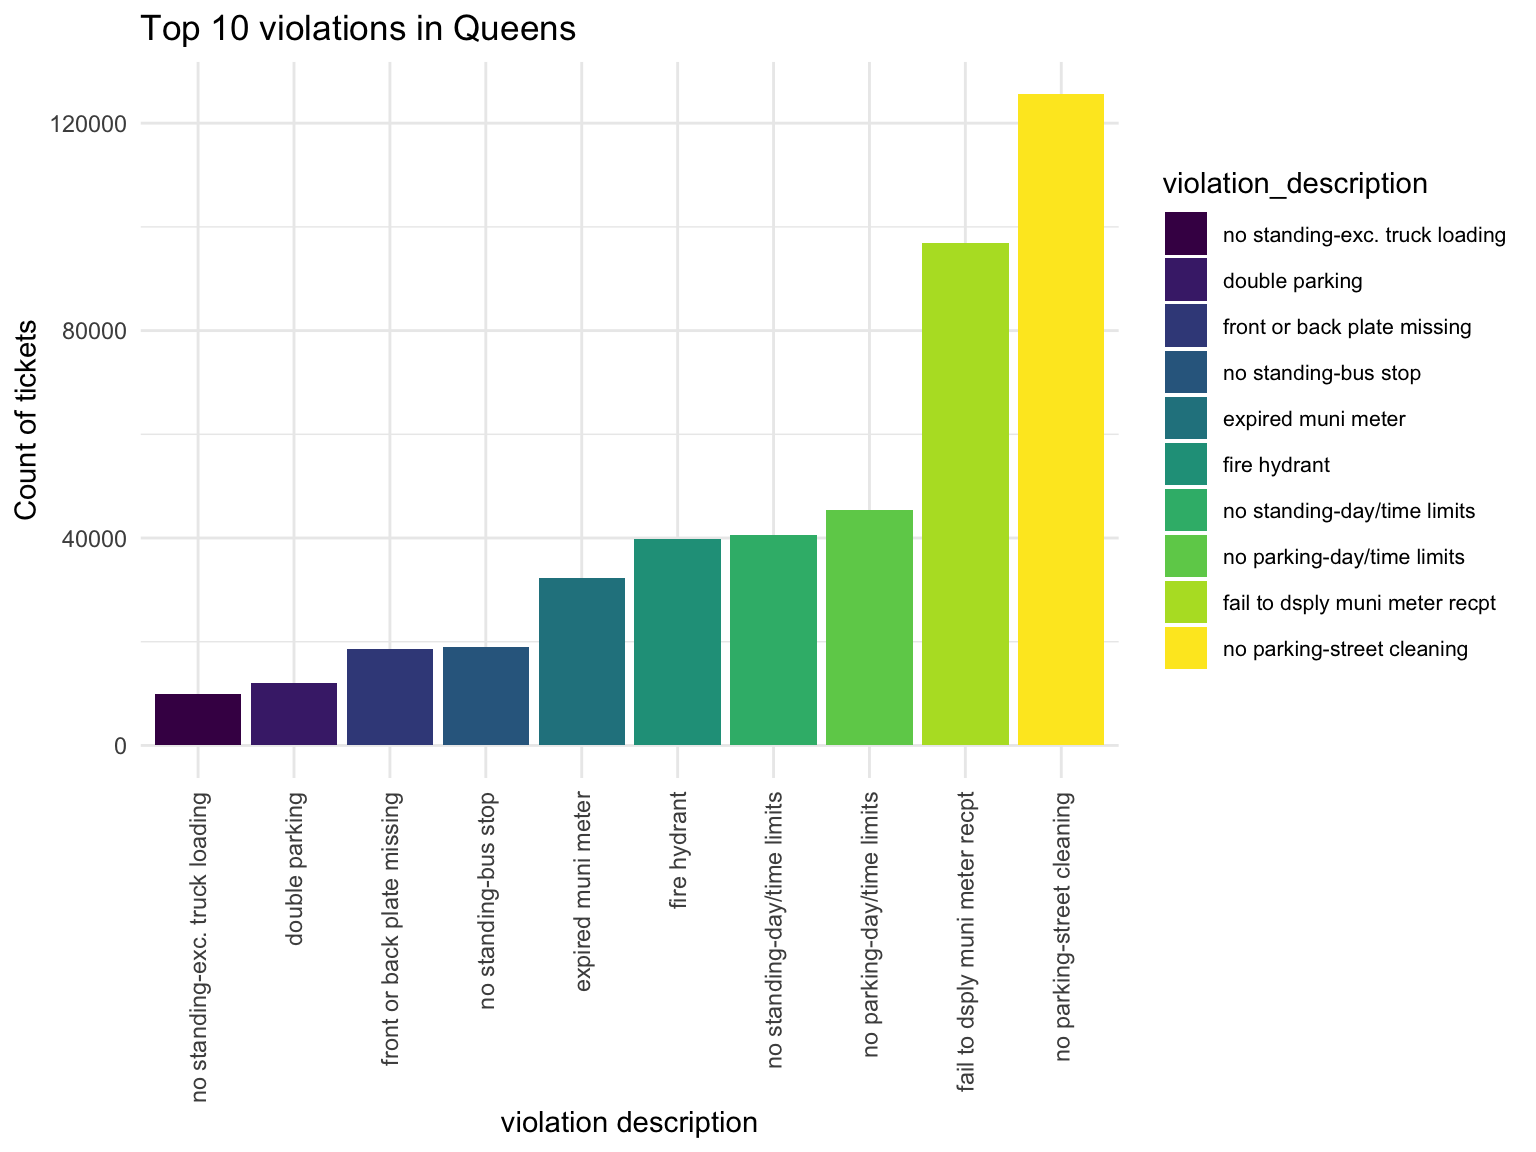 Top 10 violations in Queens
Count of tickets
120000
80000
40000
0
no standing-exc. truck loading
double parking
front or back plate missing
no standing-bus stop
expired muni meter
fire hydrant
no standing-day/time limits
no parking-day/time limits
fail to dsply muni meter recpt
no parking-street cleaning
violation description
violation_description
no standing-exc. truck loading
double parking
front or back plate missing
no standing-bus stop
expired muni meter
fire hydrant
no standing-day/time limits
no parking-day/time limits
fail to dsply muni meter recpt
no parking-street cleaning